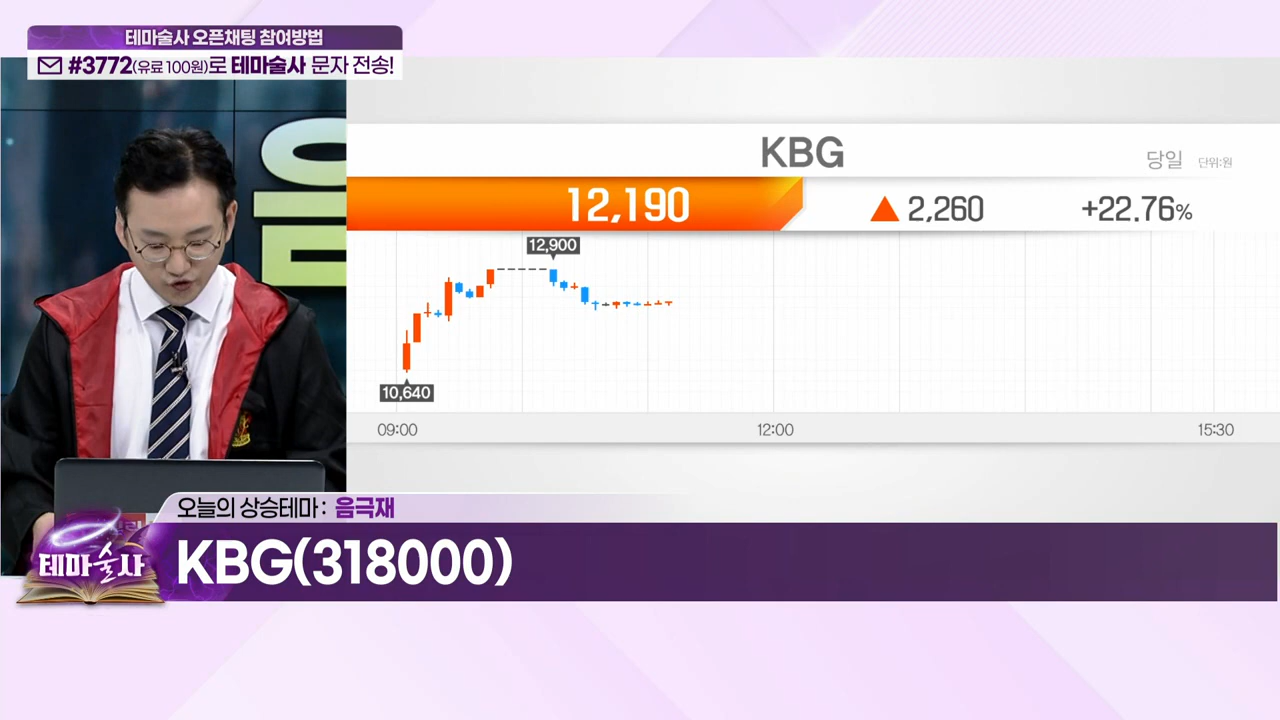 테마술사 오픈채팅 참여방법
#3772(유료 100원)로 테마술사 문자 전송!
음
KBG
당일 단위:원
12,190 ▲ 2,260 +22.76%
12,900
10,640
09:00 12:00 15:30
오늘의 상승테마: 음극재
테마술사
KBG(318000)